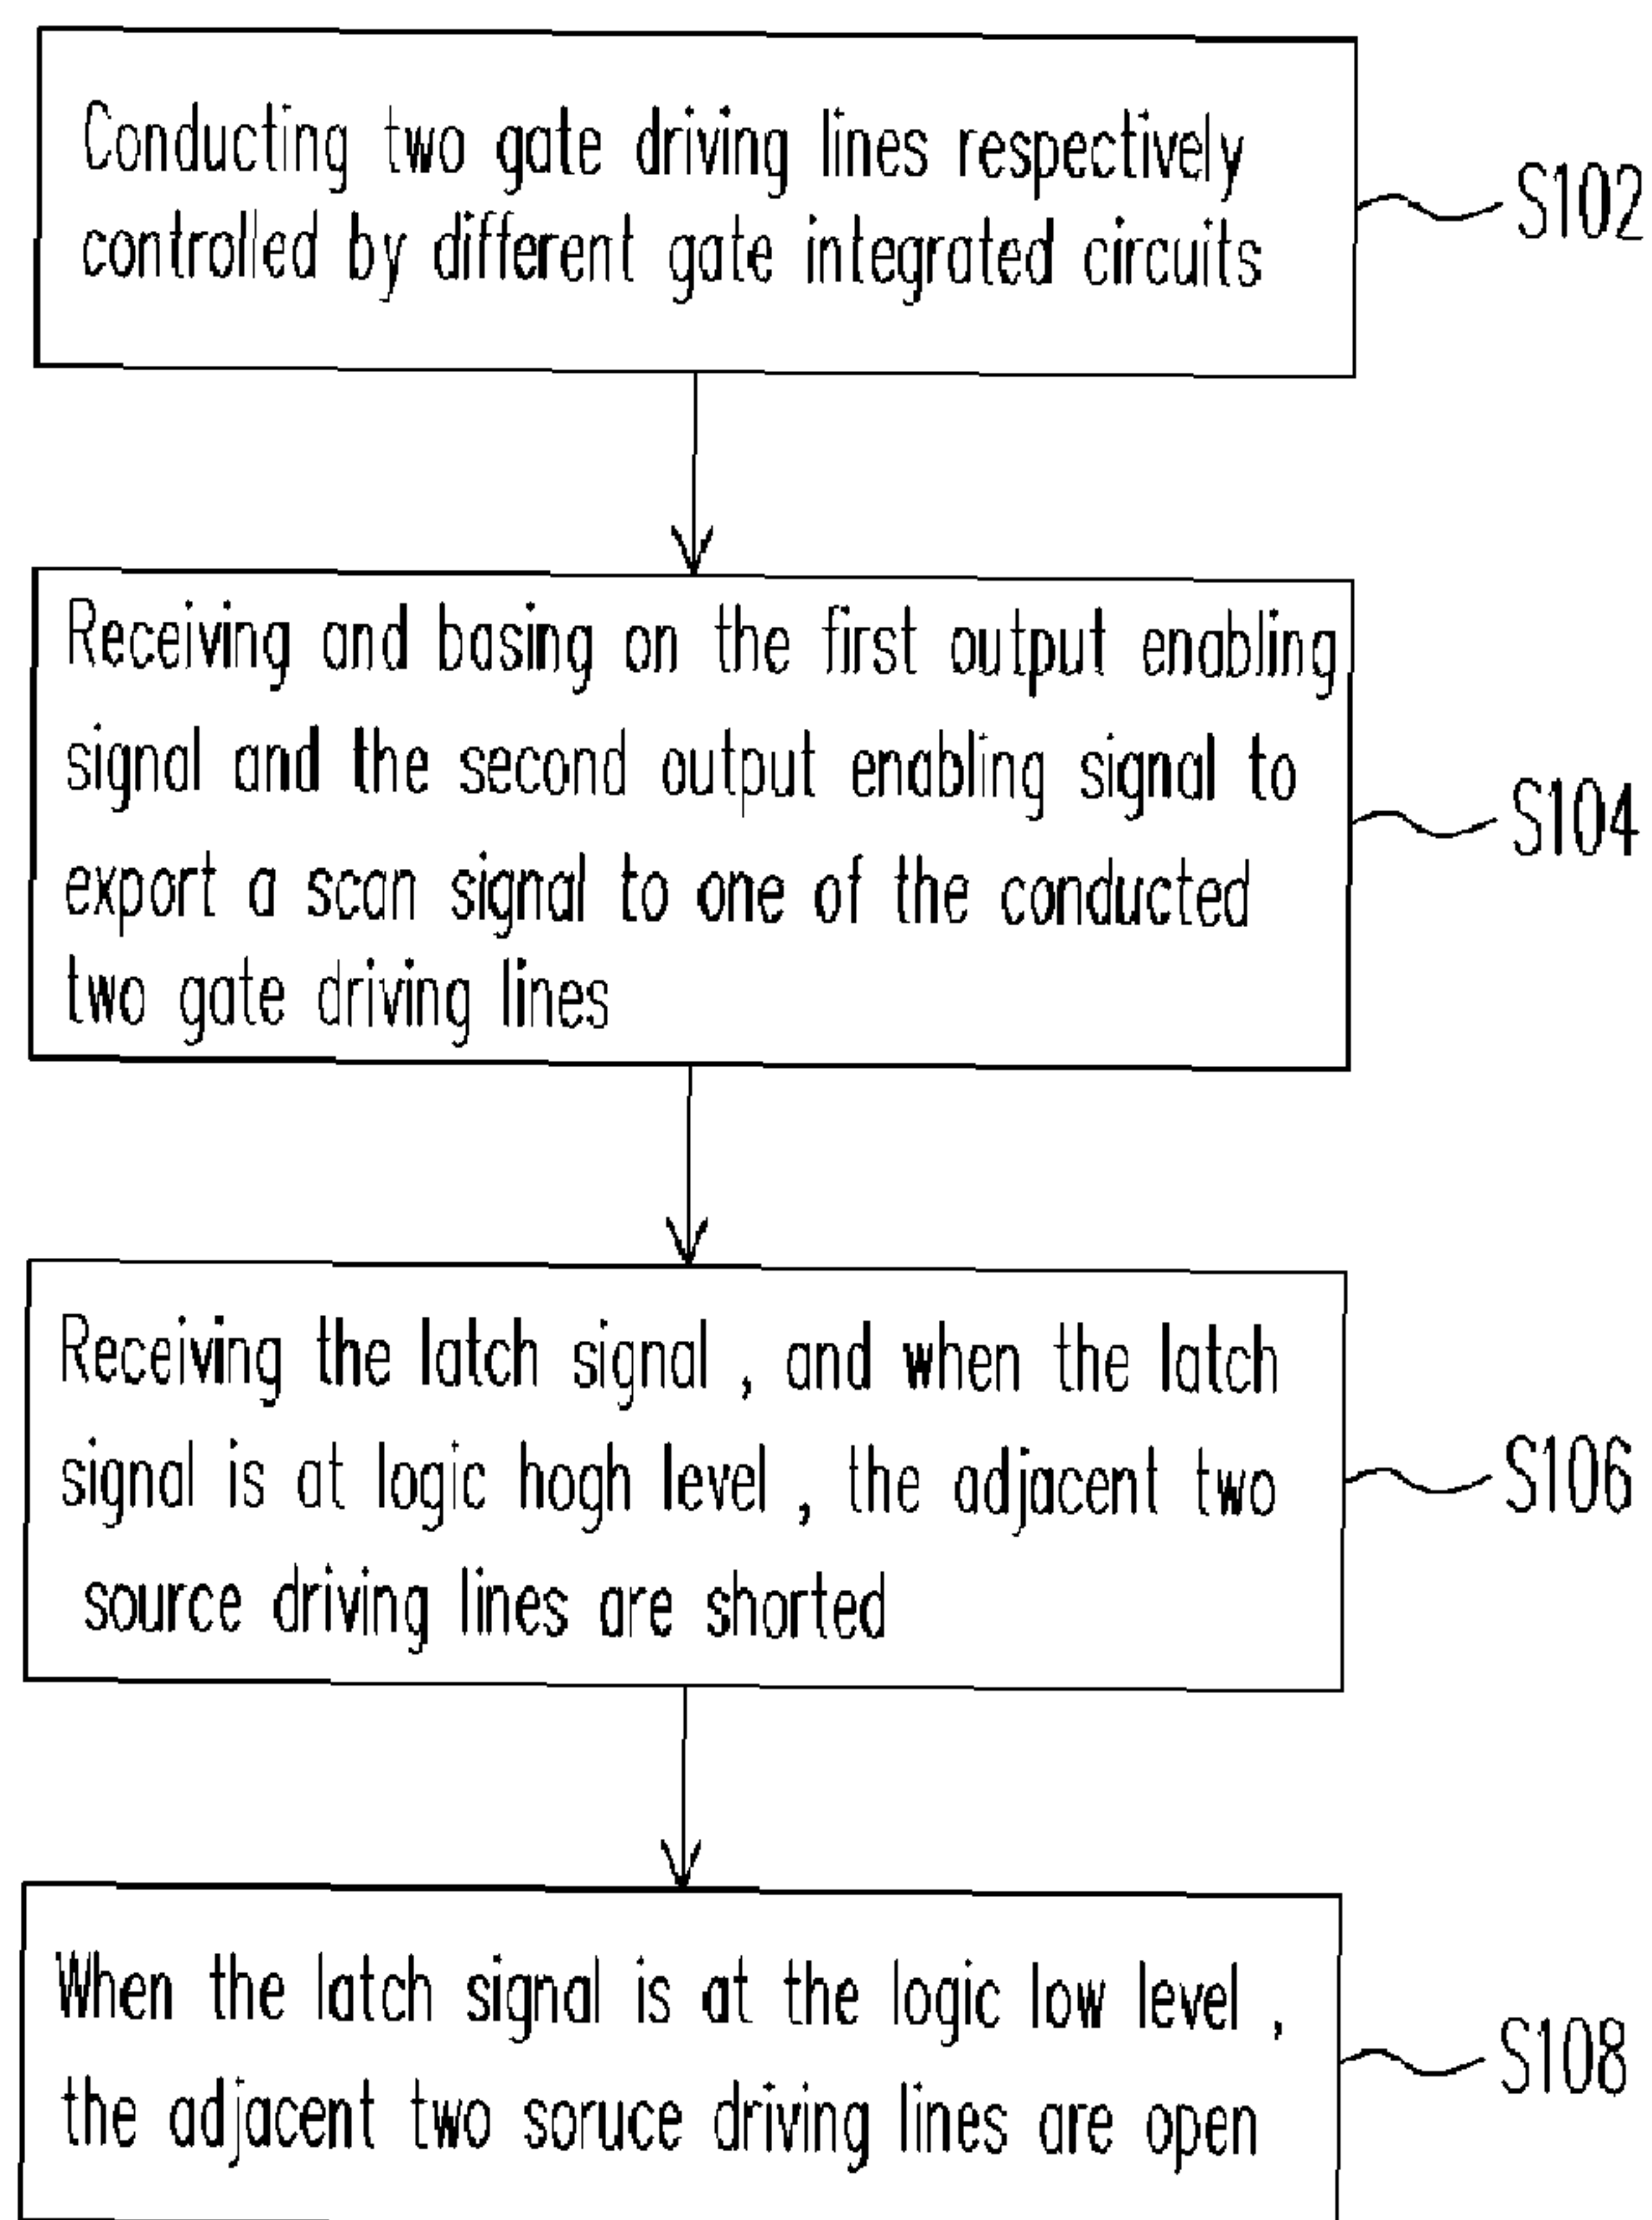 Conducting two gate driving lines respectively
controlled by different gate integrated circuits
S102
Receiving and basing on the first output enabling
signal and the second output enabling signal to
export a scan signal to one of the conducted
two gate driving lines
S104
Receiving the latch signal , and when the latch
signal is at logic hogh level , the adjacent two
source driving lines are shorted
S106
When the latch signal is at the logic low level ,
the adjacent two soruce driving lines are open
S108